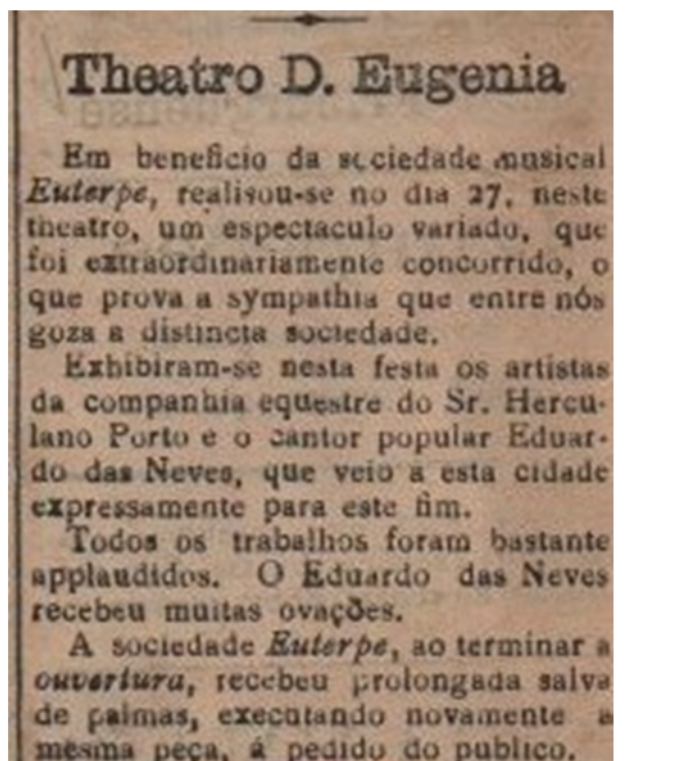 Theatro D. Eugenia
Em beneficio da sociedade musical
Euterpe, realisou-se no dia 27, neste
theatro, um espectaculo variado, que
foi extraordinariamente concorrido, o
que prova a sympathia que entre nós
goza a distincta sociedade.
Exhibiram-se nesta festa os artistas
da companhia equestre do Sr. Hercu-
lano Porto e o cantor popular Eduar-
do das Neves, que veio a esta cidade
expressamente para este fim.
Todos os trabalhos foram bastante
applaudidos. O Eduardo das Neves
recebeu muitas ovações.
A sociedade Euterpe, ao terminar a
ouvertura, recebeu prolongada salva
de palmas, executando novamente a
mesma peça, á pedido do publico.